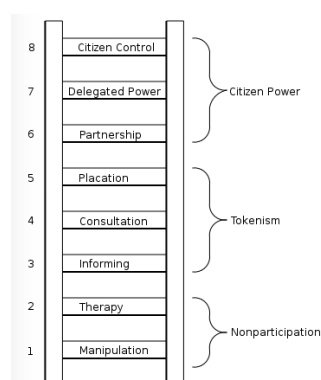 8 Citizen Control
7 Delegated Power
Citizen Power
6 Partnership
5 Placation
4 Consultation
Tokenism
3 Informing
2 Therapy
Nonparticipation
1 Manipulation